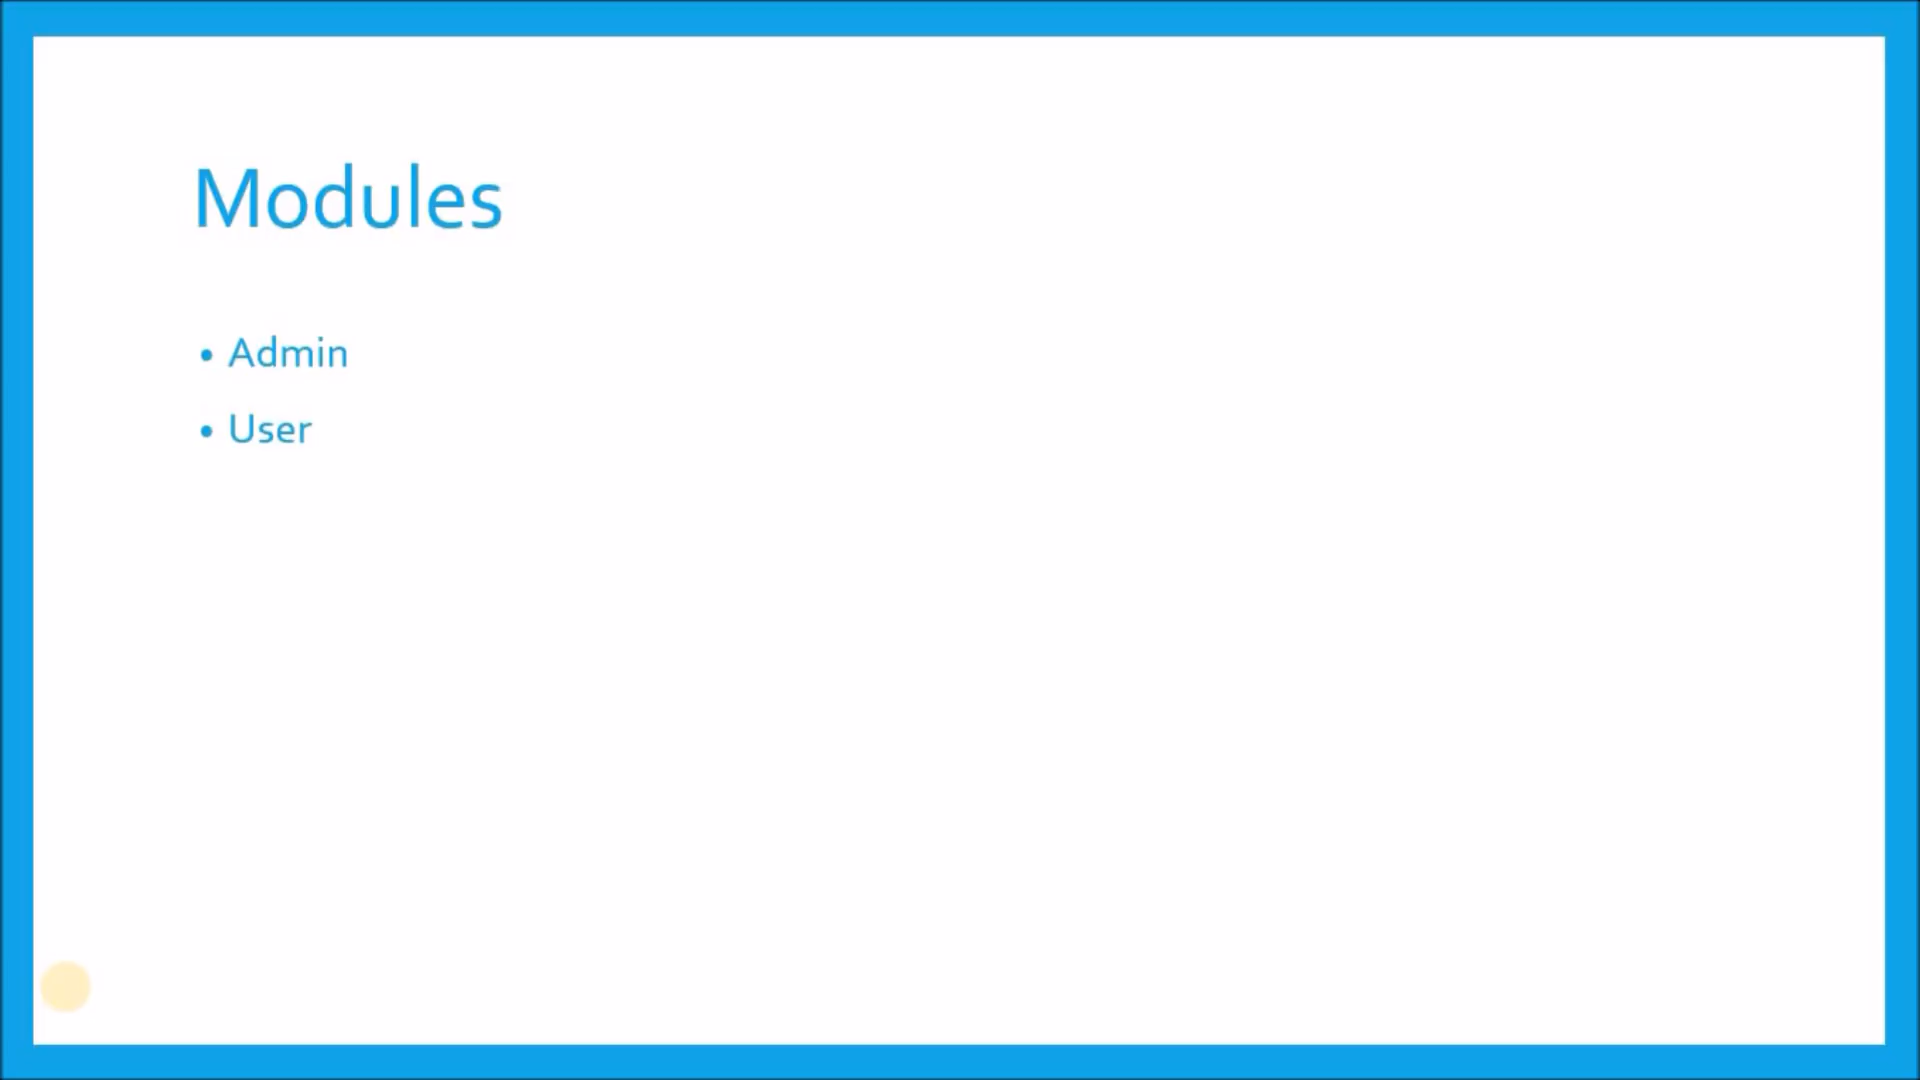 Modules
• Admin
• User